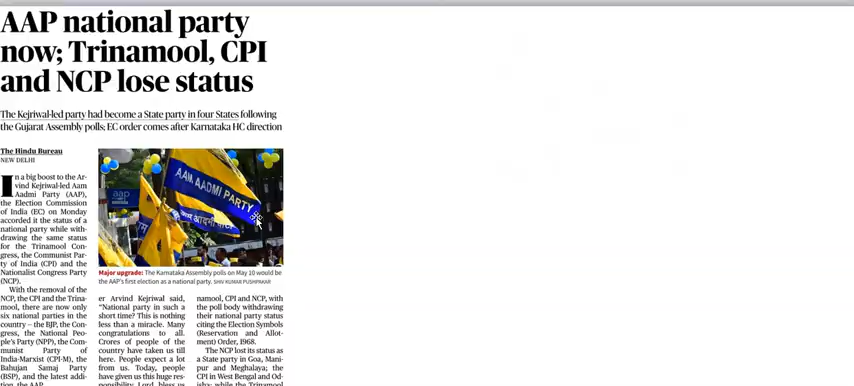 AAP national party
now; Trinamool, CPI
and NCP lose status
The Kejriwal-led party had become a State party in four States following
the Gujarat Assembly polls; EC order comes after Karnataka HC direction
The Hindu Bureau
NEW DELHI
In a big boost to the Ar-
vind Kejriwal-led Aam
Aadmi Party (AAP),
the Election Commission
of India (EC) on Monday
accorded it the status of a
national party while with-
drawing the same status
for the Trinamool Con-
gress, the Communist Par-
ty of India (CPI) and the
Nationalist Congress Party
(NCP).
With the removal of the
NCP, the CPI and the Trina-
mool, there are now only
six national parties in the
country — the BJP, the Con-
gress, the National Peo-
ple's Party (NPP), the Com-
munist Party of
India-Marxist (CPI-M), the
Bahujan Samaj Party
(BSP), and the latest addi-
tion, the AAP.
aap
AAM AADMI PARTY
आदमी
Major upgrade: The Karnataka Assembly polls on May 10 would be
the AAP's first election as a national party. SHIV KUMAR PUSHPAKAR
er Arvind Kejriwal said,
"National party in such a
short time? This is nothing
less than a miracle. Many
congratulations to all.
Crores of people of the
country have taken us till
here. People expect a lot
from us. Today, people
have given us this huge res-
ponsibility. Lord, bless us
namool, CPI and NCP, with
the poll body withdrawing
their national party status
citing the Election Symbols
(Reservation and Allot-
ment) Order, 1968.
The NCP lost its status as
a State party in Goa, Mani-
pur and Meghalaya; the
CPI in West Bengal and Od-
isha; while the Trinamool